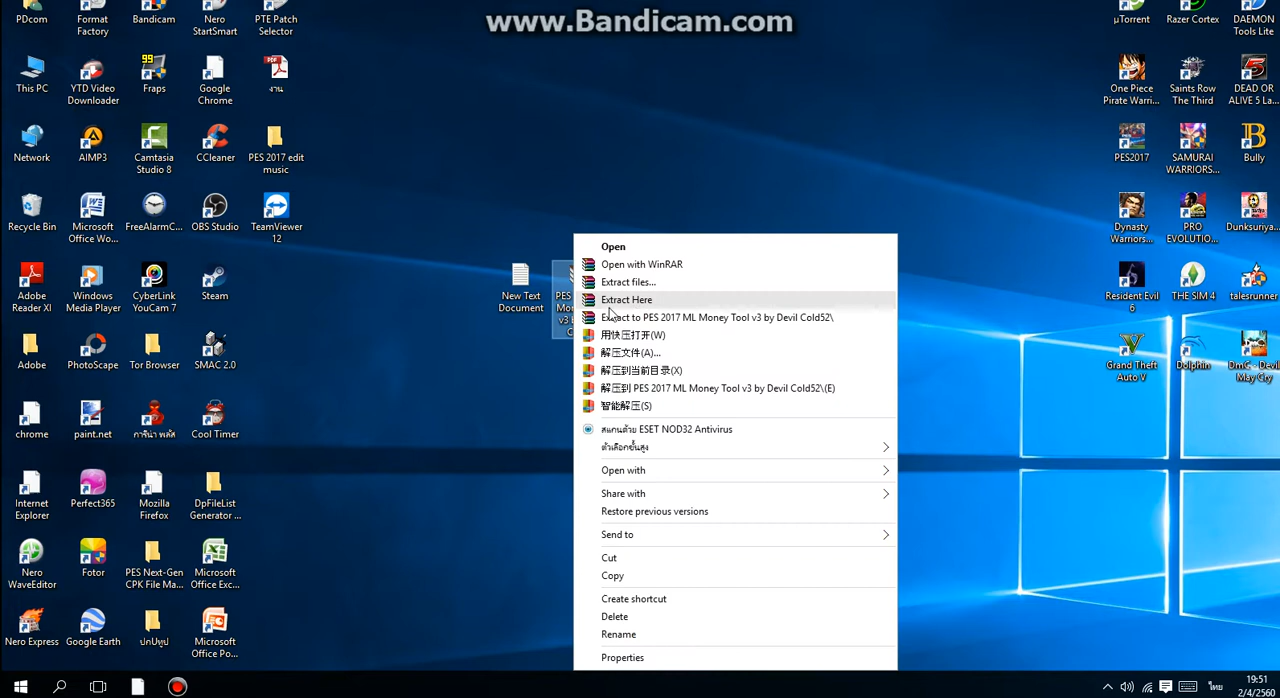 www.Bandicam.com
PDcom
Format
Factory
Bandicam
Nero
StartSmart
PTE Patch
Selector
µTorrent
Razer Cortex
DAEMON
Tools Lite
This PC
YTD Video
Downloader
99
Fraps
Google
Chrome
งาน
One Piece
Pirate Warri...
Saints Row
The Third
DEAD OR
ALIVE 5 La...
Network
AIMP3
Camtasia
Studio 8
CCleaner
PES 2017 edit
music
PES2017
SAMURAI
WARRIORS...
Bully
Recycle Bin
Microsoft
Office Wo...
FreeAlarmC...
OBS Studio
TeamViewer
12
Dynasty
Warriors...
PRO
EVOLUTIO...
Dunksuriya...
Adobe
Reader XI
Windows
Media Player
CyberLink
YouCam 7
Steam
New Text
Document
Resident Evil
6
THE SIM 4
talesrunner
Adobe
PhotoScape
Tor Browser
SMAC 2.0
Grand Theft
Auto V
Dolphin
DmC - Devil
May Cry
chrome
paint.net
การีนา พลัส
Cool Timer
Internet
Explorer
Perfect365
Mozilla
Firefox
DpFileList
Generator ...
Nero
WaveEditor
Fotor
PES Next-Gen
CPK File Ma...
Microsoft
Office Exc...
Nero Express
Google Earth
Microsoft
Office Po...
Open
Open with WinRAR
Extract files...
Extract Here
Extract to PES 2017 ML Money Tool v3 by Devil Cold52\
用快压打开(W)
解压文件(A)...
解压到当前目录(X)
解压到 PES 2017 ML Money Tool v3 by Devil Cold52\(E)
智能解压(S)
สแกนด้วย ESET NOD32 Antivirus
ตัวเลือกขั้นสูง
Open with
Share with
Restore previous versions
Send to
Cut
Copy
Create shortcut
Delete
Rename
Properties
ไทย
19:51
2/4/2560